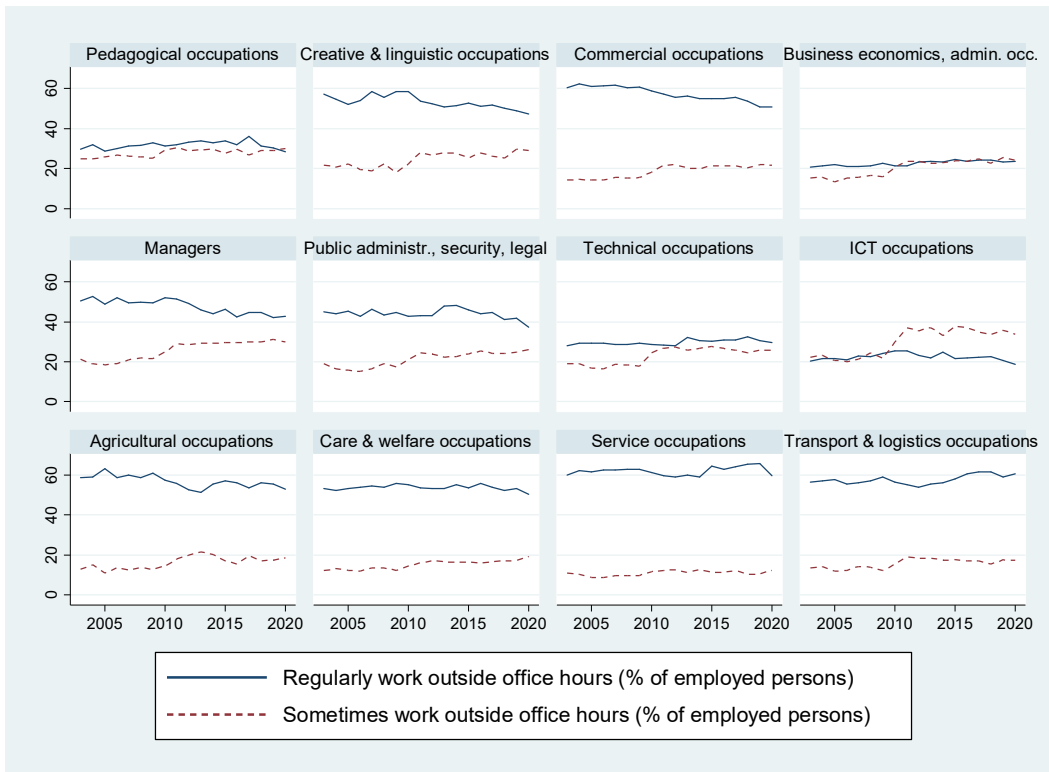 Pedagogical occupations
Creative & linguistic occupations
Commercial occupations
Business economics, admin. occ.
60
40
20
0
Managers
Public administr., security, legal
Technical occupations
ICT occupations
60
40
20
0
Agricultural occupations
Care & welfare occupations
Service occupations
Transport & logistics occupations
60
40
20
0
2005 2010 2015 2020
2005 2010 2015 2020
2005 2010 2015 2020
2005 2010 2015 2020
Regularly work outside office hours (% of employed persons)
Sometimes work outside office hours (% of employed persons)